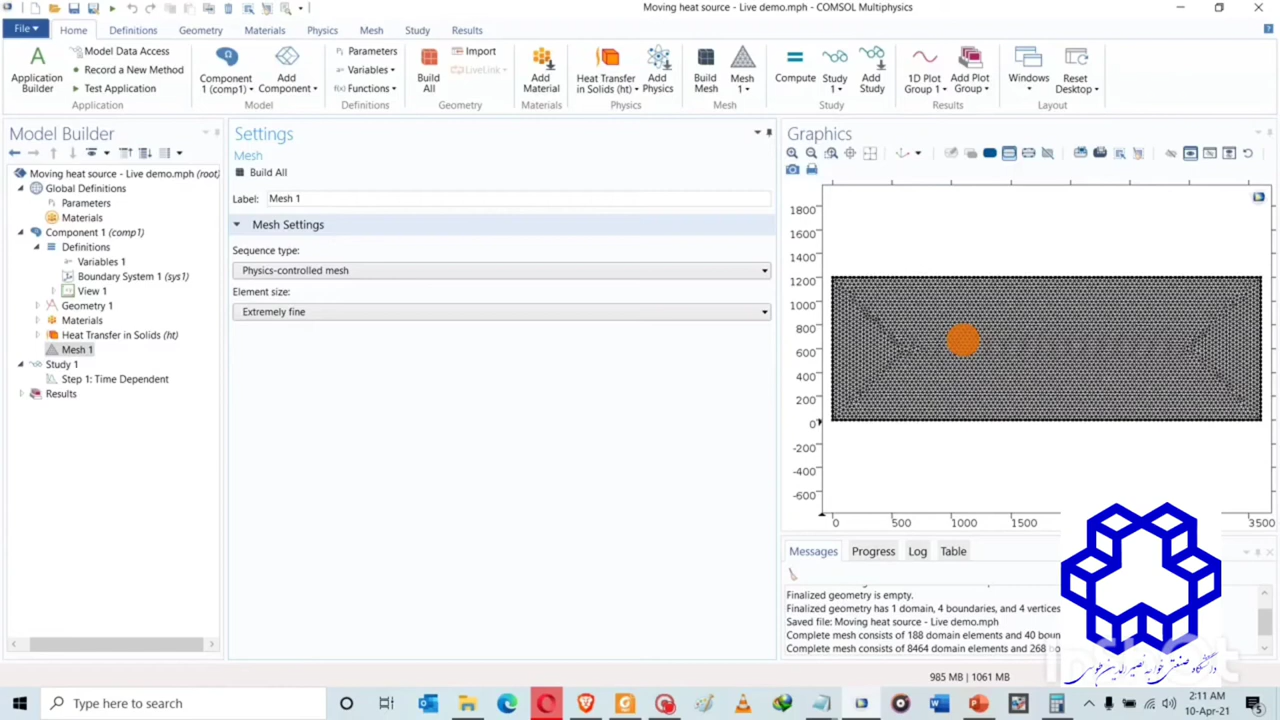 Moving heat source - Live demo.mph - COMSOL Multiphysics
File
Home
Definitions
Geometry
Materials
Physics
Mesh
Study
Results
Application Builder
Model Data Access
Record a New Method
Test Application
Application
Component 1 (comp1)
Add Component
Model
Parameters
Variables
Functions
Definitions
Build All
Import
LiveLink
Geometry
Add Material
Materials
Heat Transfer in Solids (ht)
Add Physics
Physics
Build Mesh
Mesh 1
Mesh
Compute
Study 1
Add Study
Study
1D Plot Group 1
Add Plot Group
Results
Windows
Reset Desktop
Layout
Model Builder
Moving heat source - Live demo.mph (root)
Global Definitions
Parameters
Materials
Component 1 (comp1)
Definitions
Variables 1
Boundary System 1 (sys1)
View 1
Geometry 1
Materials
Heat Transfer in Solids (ht)
Mesh 1
Study 1
Step 1: Time Dependent
Results
Settings
Mesh
Build All
Label: Mesh 1
Mesh Settings
Sequence type:
Physics-controlled mesh
Element size:
Extremely fine
Graphics
1800
1600
1400
1200
1000
800
600
400
200
0
-200
-400
-600
0 500 1000 1500 3500
Messages Progress Log Table
Finalized geometry is empty.
Finalized geometry has 1 domain, 4 boundaries, and 4 vertices
Saved file: Moving heat source - Live demo.mph
Complete mesh consists of 188 domain elements and 40 boun
Complete mesh consists of 8464 domain elements and 268 bo
985 MB | 1061 MB
Type here to search
2:11 AM
10-Apr-21
5